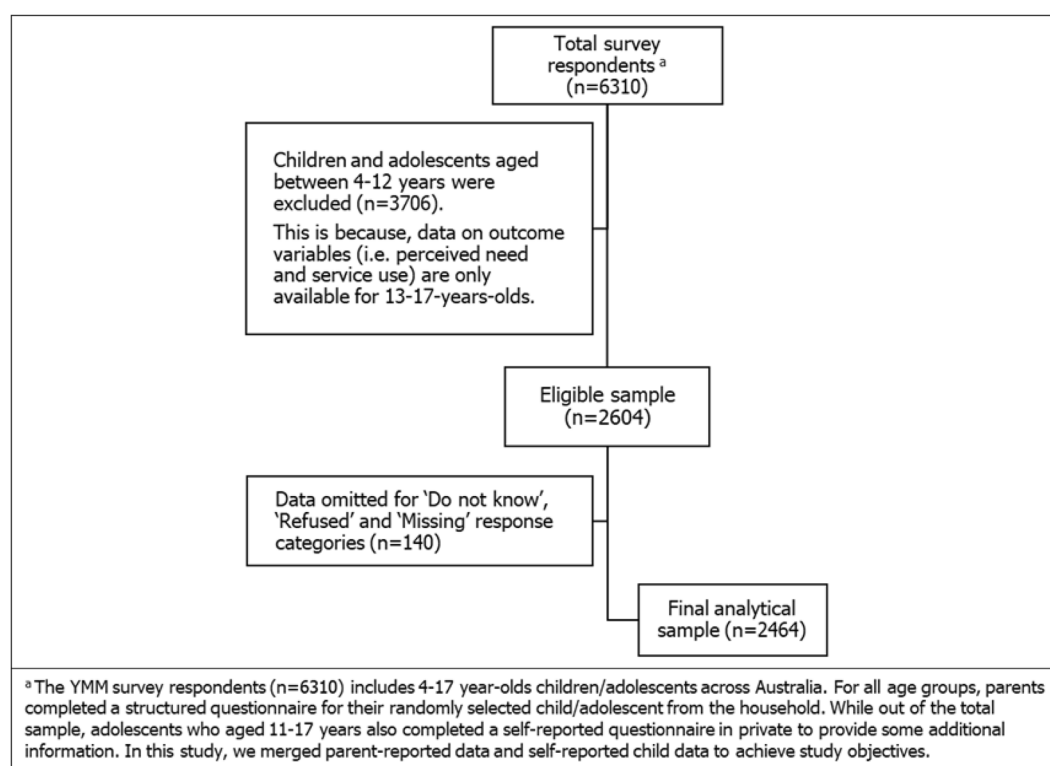 Total survey
respondents a
(n=6310)
Children and adolescents aged
between 4-12 years were
excluded (n=3706).
This is because, data on outcome
variables (i.e. perceived need
and service use) are only
available for 13-17-years-olds.
Eligible sample
(n=2604)
Data omitted for ‘Do not know’,
‘Refused’ and ‘Missing’ response
categories (n=140)
Final analytical
sample (n=2464)
a The YMM survey respondents (n=6310) includes 4-17 year-olds children/adolescents across Australia. For all age groups, parents
completed a structured questionnaire for their randomly selected child/adolescent from the household. While out of the total
sample, adolescents who aged 11-17 years also completed a self-reported questionnaire in private to provide some additional
information. In this study, we merged parent-reported data and self-reported child data to achieve study objectives.